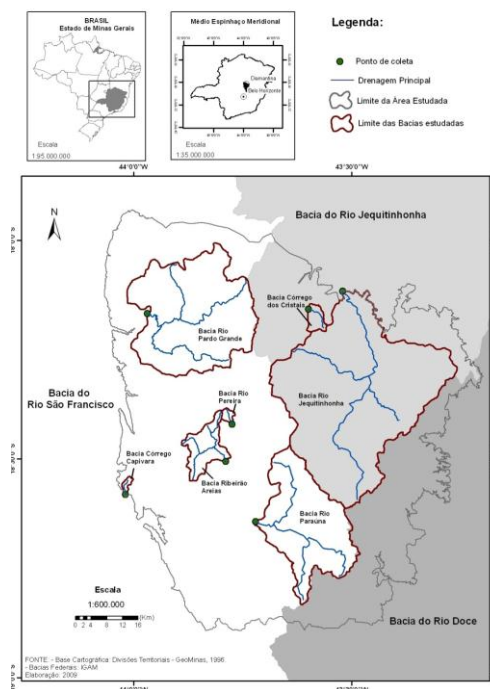 BRASIL
Estado de Minas Gerais
Escala
1:95 000 000
Médio Espinhaço Meridional
Diamantina
Belo Horizonte
Escala
1:35 000 000
Legenda:
Ponto de coleta
Drenagem Principal
Limite da Área Estudada
Limite das Bacias estudadas
44°0'0"W
43°30'0"W
N
Bacia do Rio Jequitinhonha
Bacia Córrego
dos Cristais
Bacia Rio
Pardo Grande
Bacia do
Rio São Francisco
Bacia Rio
Pereira
Bacia Rio
Jequitinhonha
Bacia Córrego
Capivara
Bacia Ribeirão
Areias
Bacia Rio
Paraúna
Escala
1:600.000
0 2 4 8 12 16
(Km)
Bacia do Rio Doce
FONTE: - Base Cartográfica: Divisões Territoriais - GeoMinas, 1996.
- Bacias Federais: IGAM
Elaboração: 2009